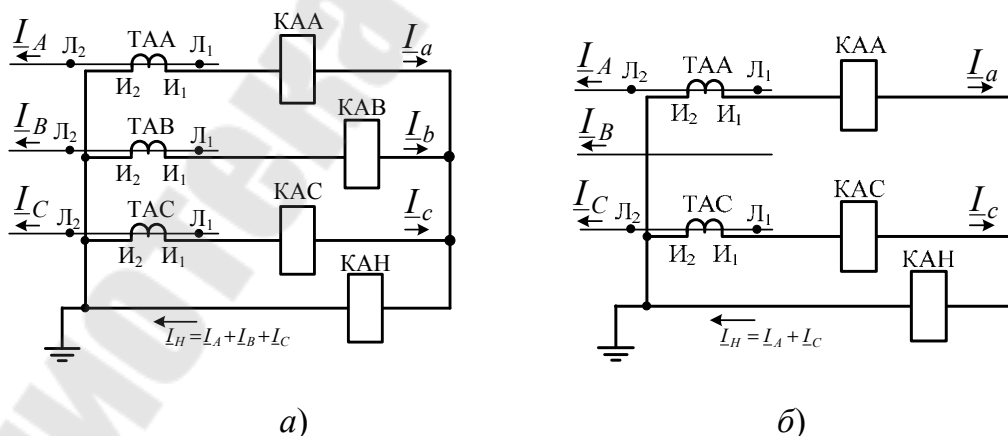 I_A Л₂ ТАА Л₁ КАА I_a
И₂ И₁
I_B Л₂ ТАВ Л₁ КАВ I_b
И₂ И₁
I_C Л₂ ТАС Л₁ КАС I_c
И₂ И₁
КАН
I_H = I_A + I_B + I_C
а)
I_A Л₂ ТАА Л₁ КАА I_a
И₂ И₁
I_B
I_C Л₂ ТАС Л₁ КАС I_c
И₂ И₁
КАН
I_H = I_A + I_C
б)